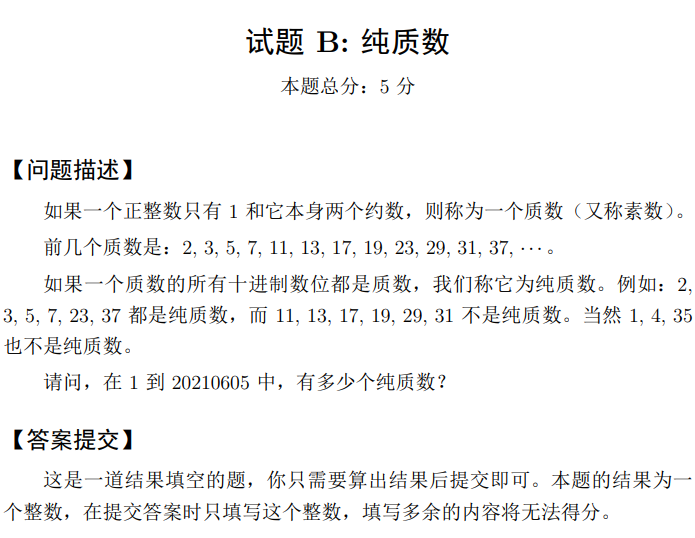 试题 B: 纯质数
本题总分：5 分
【问题描述】
如果一个正整数只有 1 和它本身两个约数，则称为一个质数（又称素数）。
前几个质数是：2, 3, 5, 7, 11, 13, 17, 19, 23, 29, 31, 37, ⋯ 。
如果一个质数的所有十进制数位都是质数，我们称它为纯质数。例如：2,
3, 5, 7, 23, 37 都是纯质数，而 11, 13, 17, 19, 29, 31 不是纯质数。当然 1, 4, 35
也不是纯质数。
请问，在 1 到 20210605 中，有多少个纯质数？
【答案提交】
这是一道结果填空的题，你只需要算出结果后提交即可。本题的结果为一
个整数，在提交答案时只填写这个整数，填写多余的内容将无法得分。